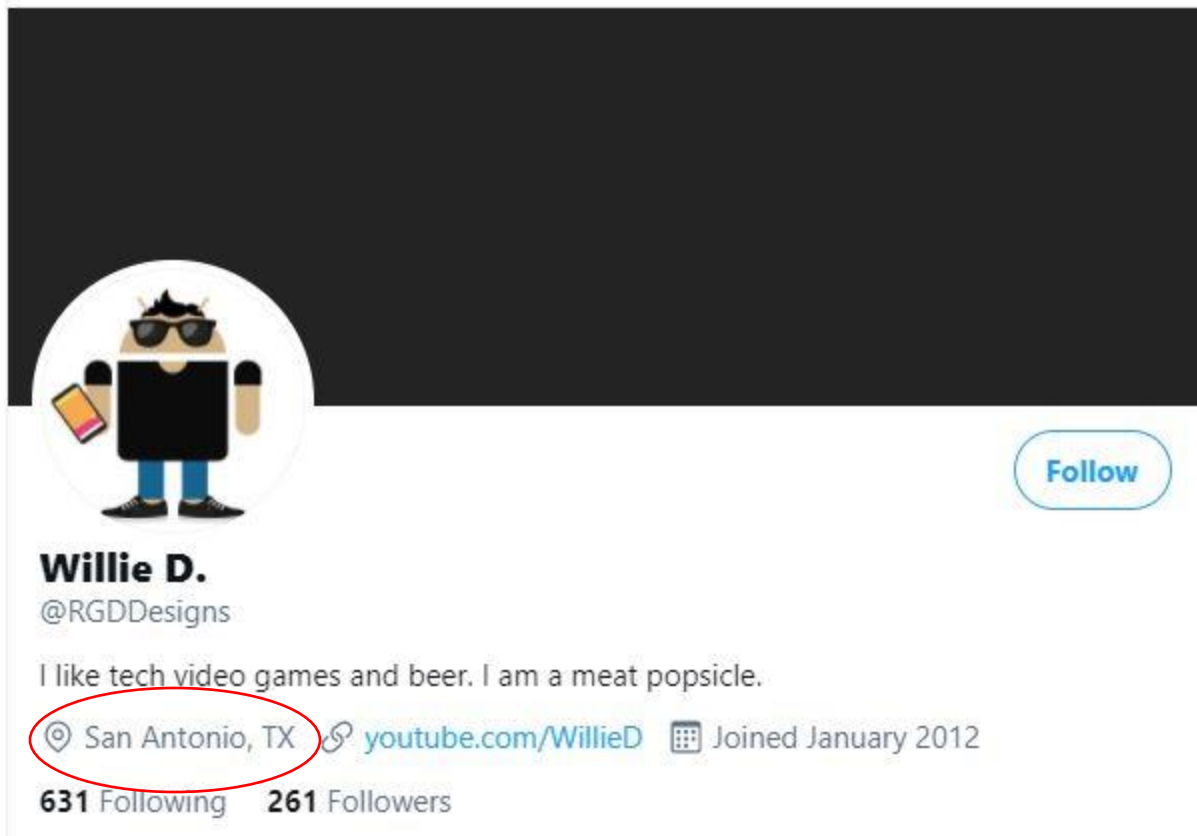 Follow
Willie D.
@RGDDesigns
I like tech video games and beer. I am a meat popsicle.
San Antonio, TX youtube.com/WillieD Joined January 2012
631 Following 261 Followers